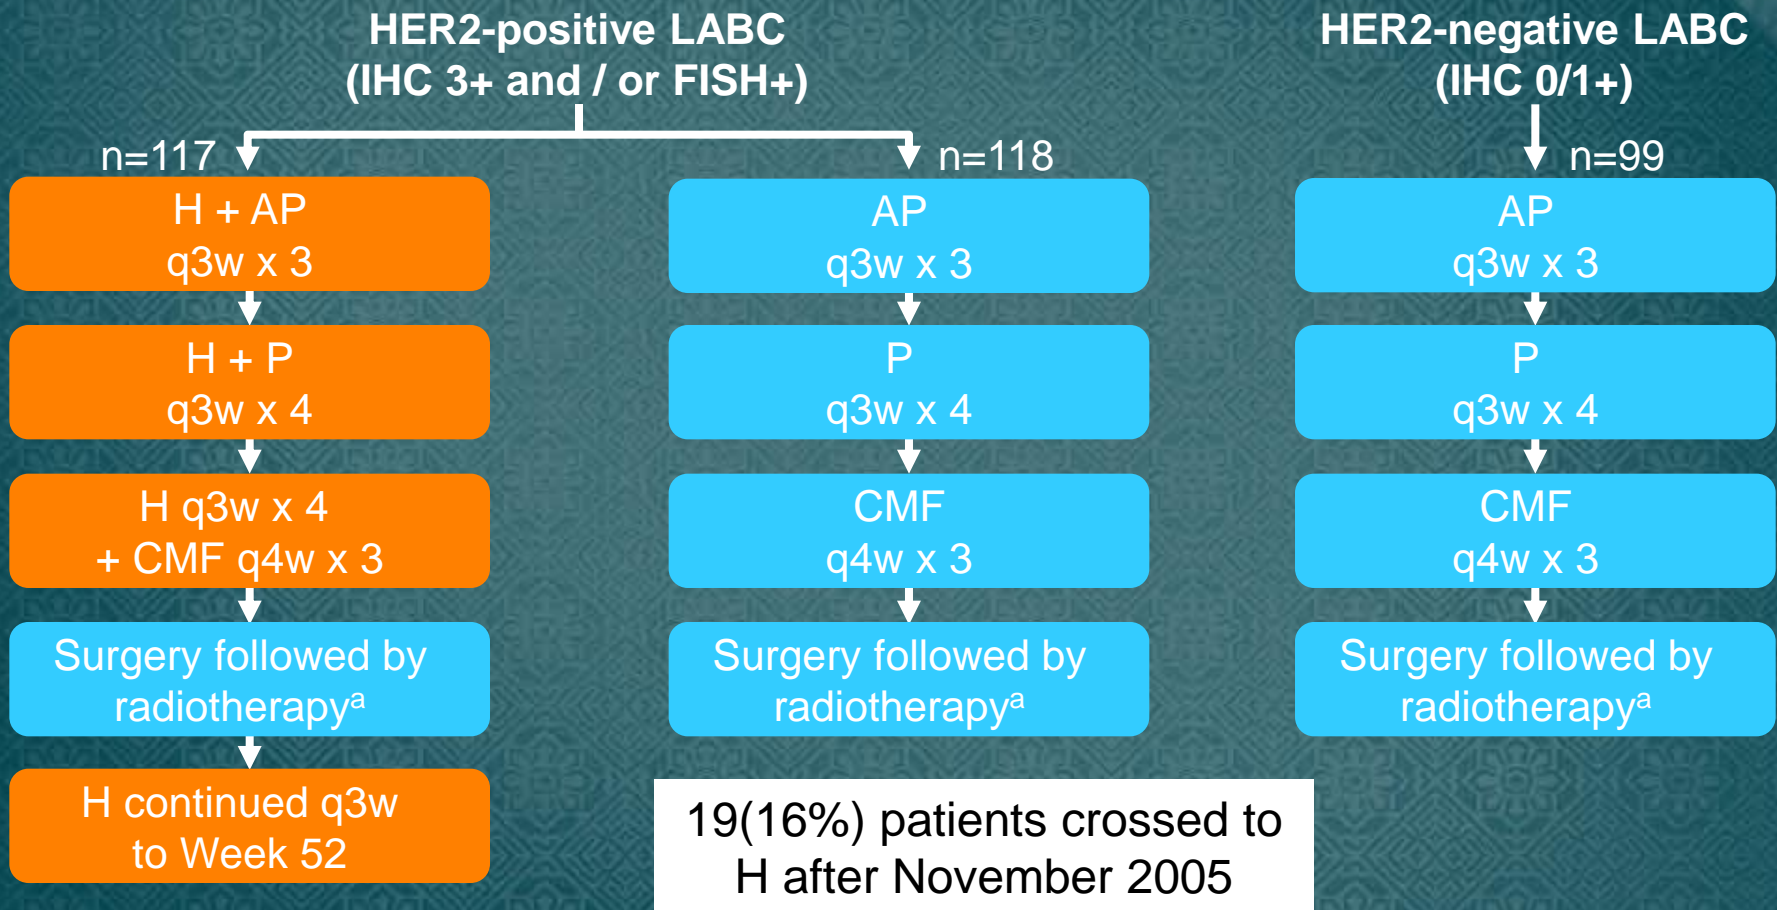 HER2-positive LABC
(IHC 3+ and / or FISH+)
HER2-negative LABC
(IHC 0/1+)
n=117
n=118
n=99
H + AP
q3w x 3
AP
q3w x 3
AP
q3w x 3
H + P
q3w x 4
P
q3w x 4
P
q3w x 4
H q3w x 4
+ CMF q4w x 3
CMF
q4w x 3
CMF
q4w x 3
Surgery followed by
radiotherapyᵃ
Surgery followed by
radiotherapyᵃ
Surgery followed by
radiotherapyᵃ
H continued q3w
to Week 52
19(16%) patients crossed to
H after November 2005